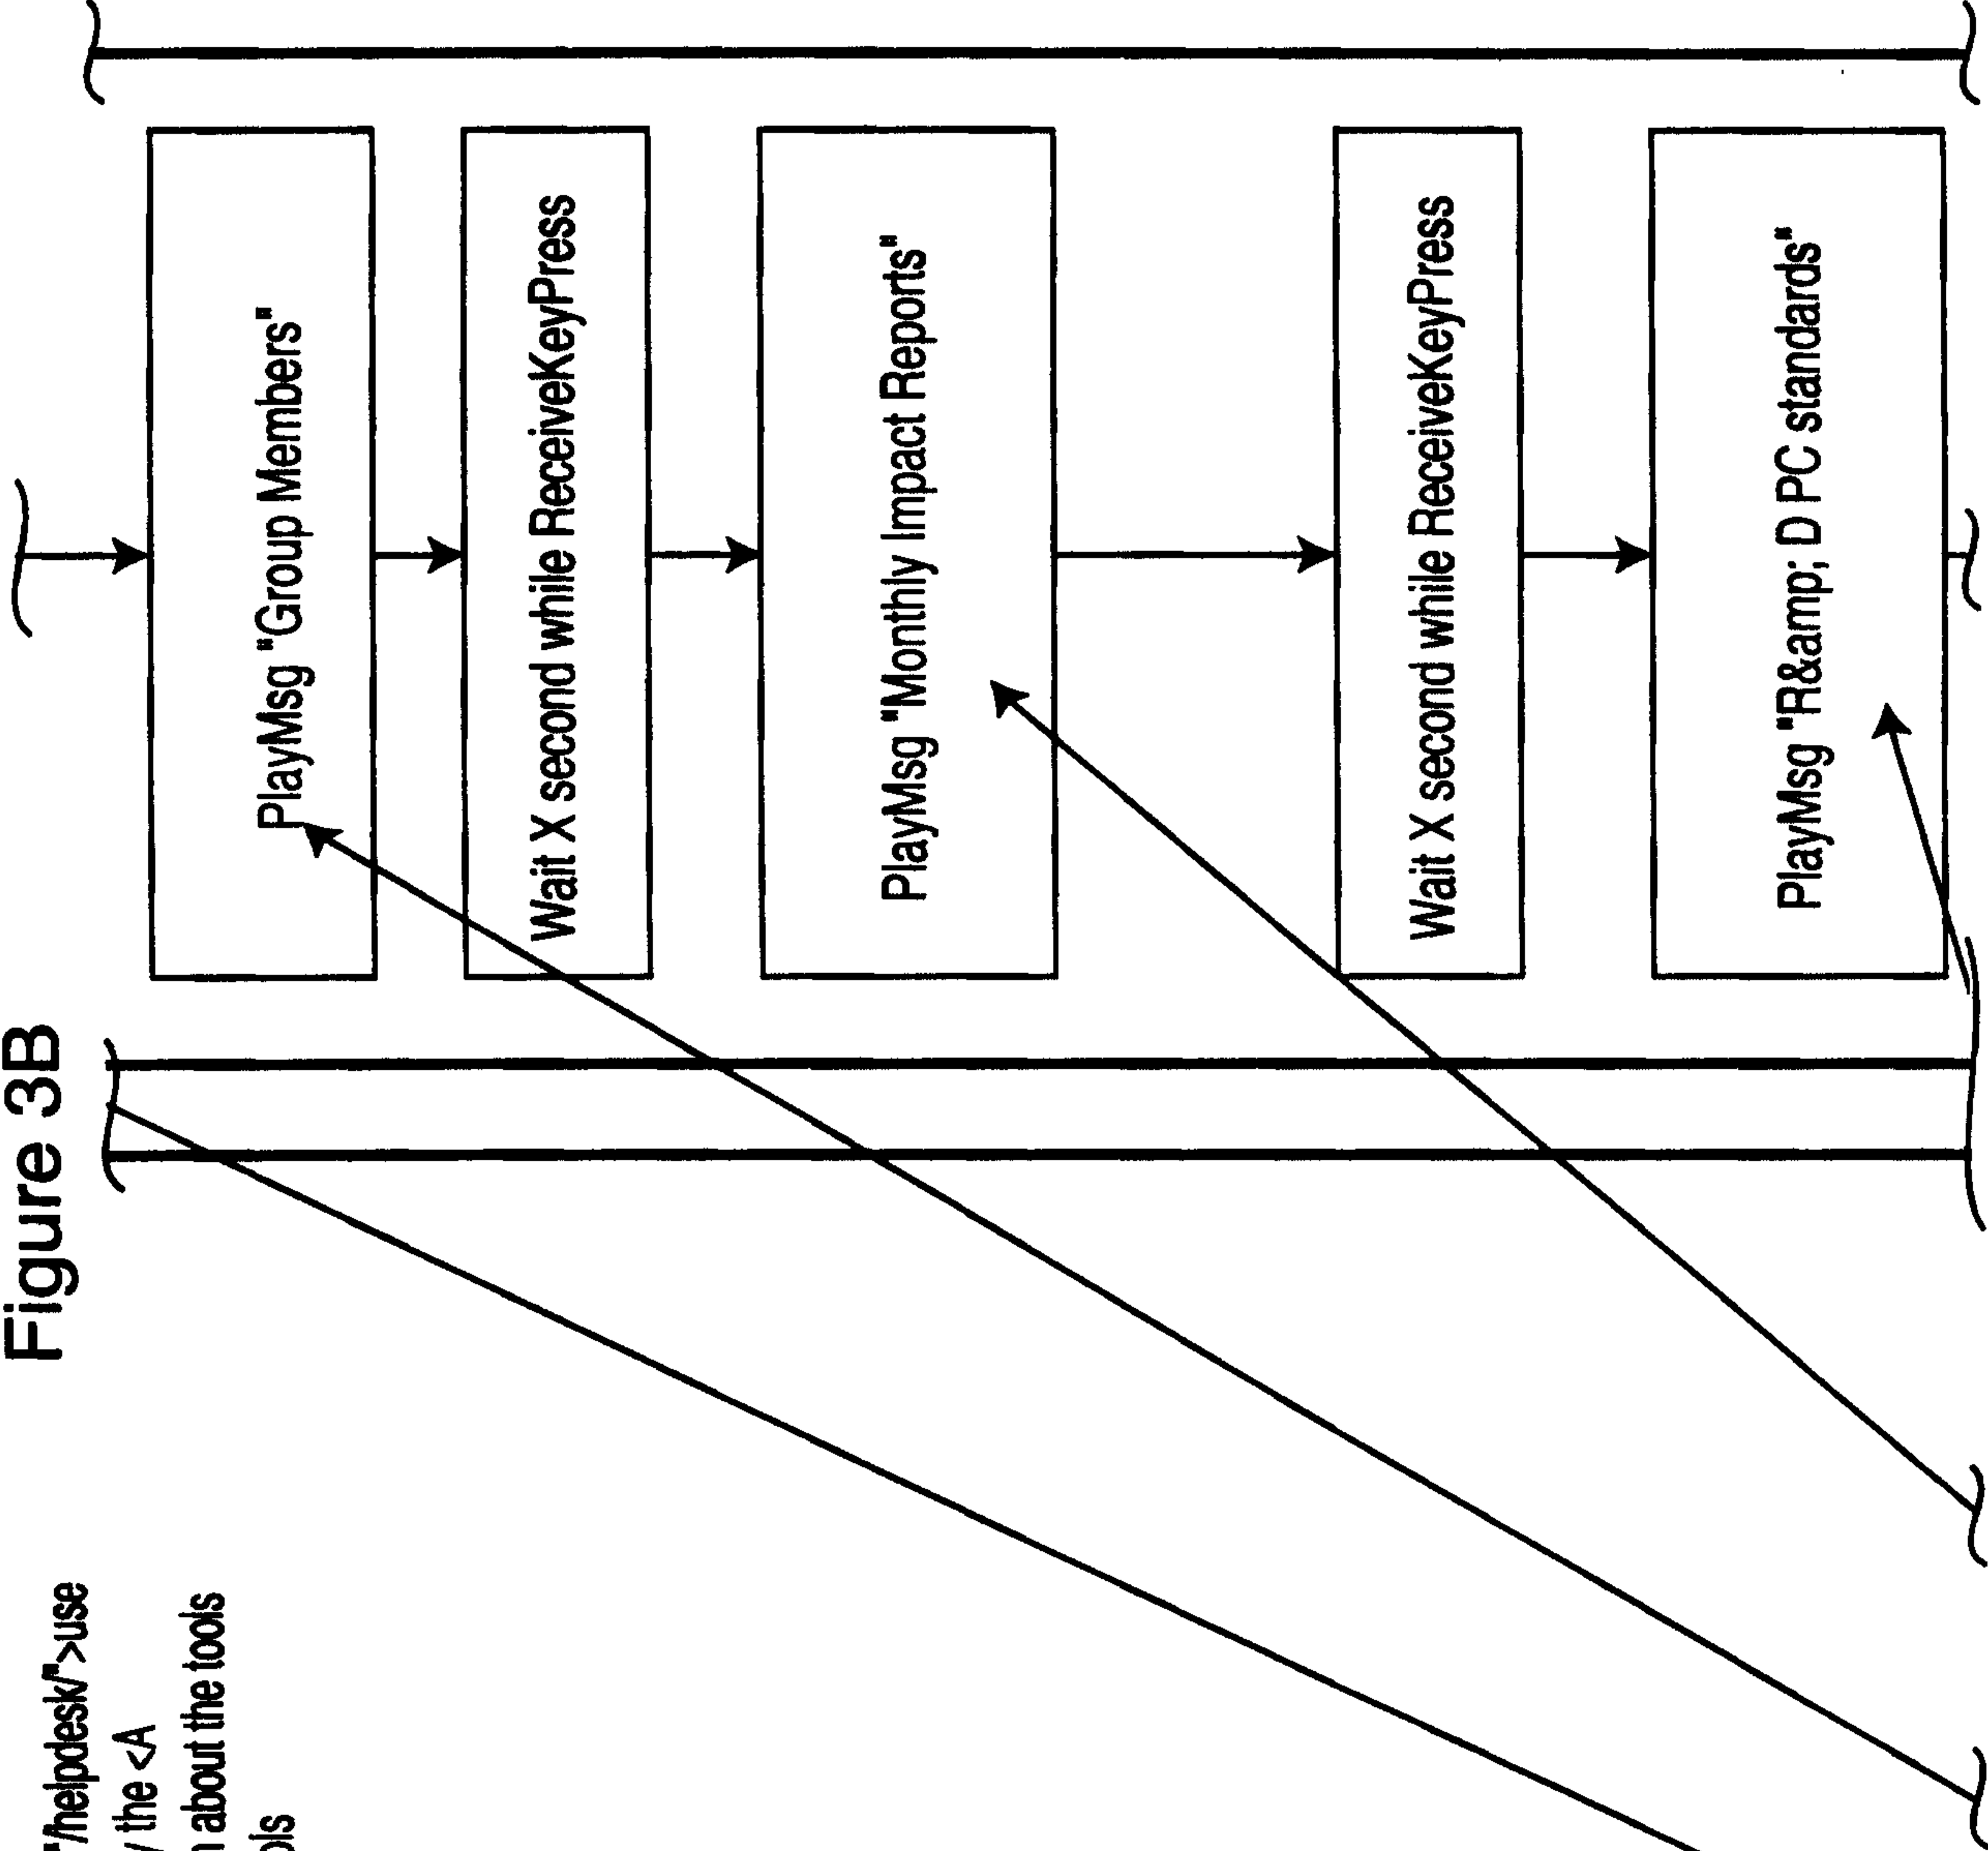 Figure 3B
"/helpdesk/">use
the <A
about the tools
PlayMsg "Group Members"
Wait X second while ReceiveKeyPress
PlayMsg "Monthly Impact Reports"
Wait X second while ReceiveKeyPress
PlayMsg "R&amp; D PC standards"